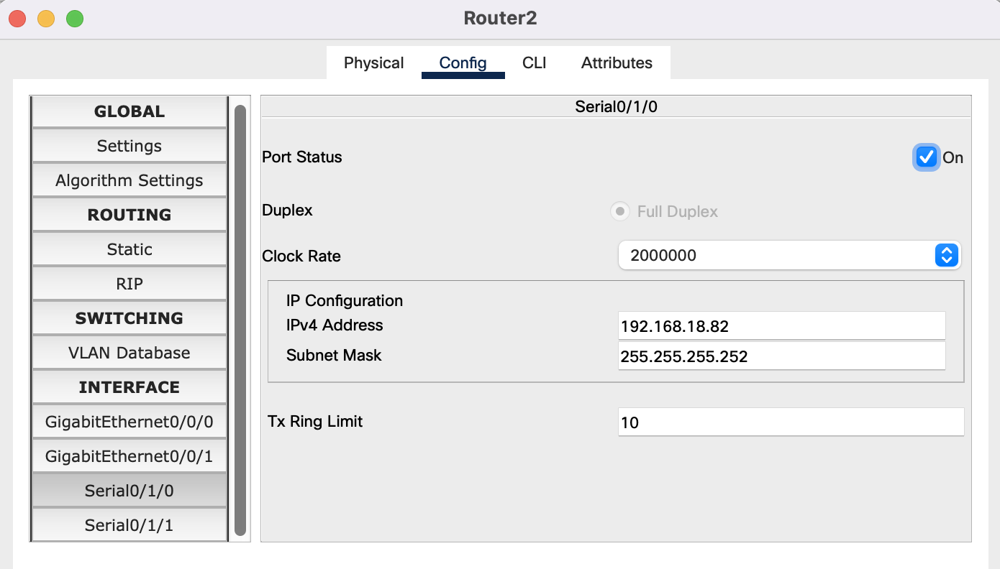 Router2
Physical Config CLI Attributes
GLOBAL
Settings
Algorithm Settings
ROUTING
Static
RIP
SWITCHING
VLAN Database
INTERFACE
GigabitEthernet0/0/0
GigabitEthernet0/0/1
Serial0/1/0
Serial0/1/1
Serial0/1/0
Port Status On
Duplex Full Duplex
Clock Rate 2000000
IP Configuration
IPv4 Address 192.168.18.82
Subnet Mask 255.255.255.252
Tx Ring Limit 10